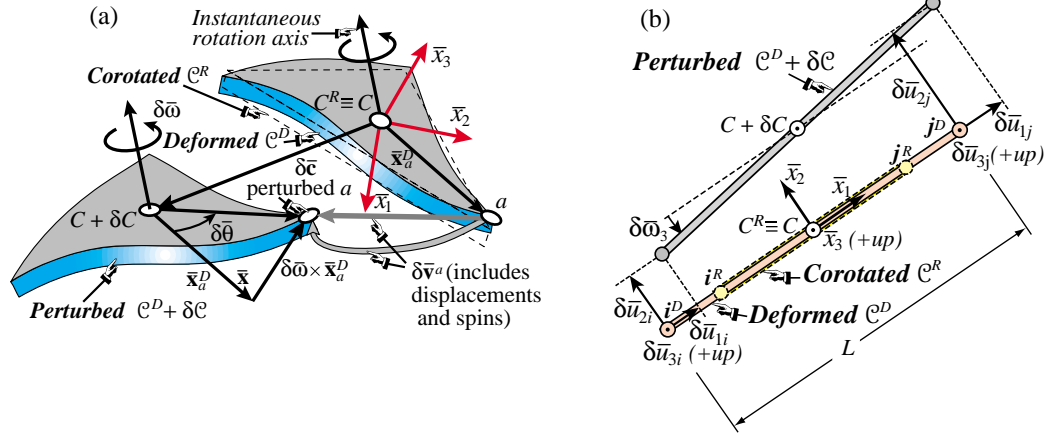 (a)
Instantaneous
rotation axis
Corotated 𝒞ᴿ
Deformed 𝒞ᴰ
Cᴿ ≡ C
x̄₃
x̄₂
x̄₁
x̄ₐᴰ
a
δω̄
δc̄
perturbed a
C + δC
δθ̄
x̄ₐᴰ
x̄
δω̄ × x̄ₐᴰ
δv̄ᵃ (includes
displacements
and spins)
Perturbed 𝒞ᴰ + δ𝒞
(b)
Perturbed 𝒞ᴰ + δ𝒞
C + δC
δū₂ⱼ
jᴰ
δū₁ⱼ
δū₃ⱼ (+up)
jᴿ
x̄₂
x̄₁
δω̄₃
Cᴿ ≡ C
x̄₃ (+up)
Corotated 𝒞ᴿ
iᴿ
Deformed 𝒞ᴰ
δū₂ᵢ
iᴰ
δū₁ᵢ
δū₃ᵢ (+up)
L